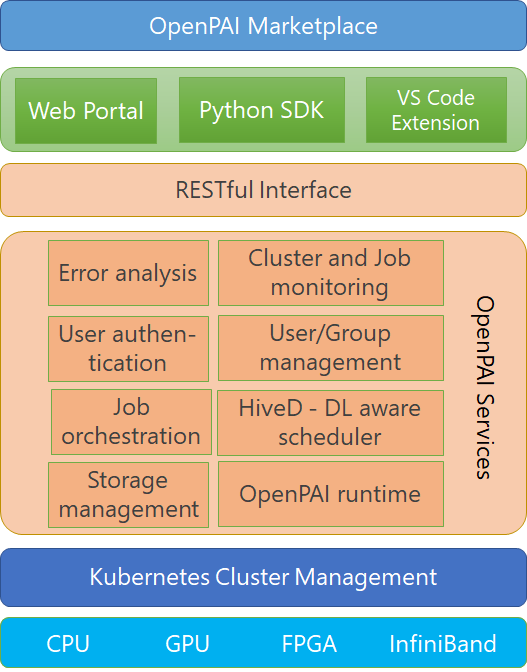 OpenPAI Marketplace
Web Portal
Python SDK
VS Code
Extension
RESTful Interface
Error analysis
Cluster and Job
monitoring
User authen-
tication
User/Group
management
Job
orchestration
HiveD - DL aware
scheduler
Storage
management
OpenPAI runtime
OpenPAI Services
Kubernetes Cluster Management
CPU
GPU
FPGA
InfiniBand